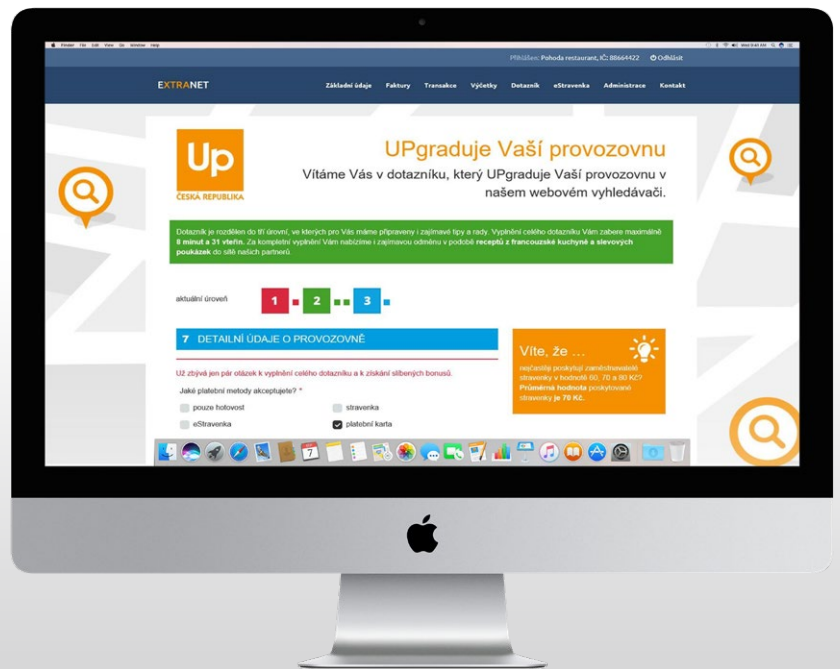 Finder File Edit View Go Window Help
Přihlášen: Pohoda restaurant, IČ: 88664422 Odhlásit
EXTRANET
Základní údaje Faktury Transakce Výčetky Dotazník eStravenka Administrace Kontakt
Up
ČESKÁ REPUBLIKA
UPgraduje Vaší provozovnu
Vítáme Vás v dotazníku, který UPgraduje Vaší provozovnu v
našem webovém vyhledávači.
Dotazník je rozdělen do tří úrovní, ve kterých pro Vás máme připraveny i zajímavé tipy a rady. Vyplnění celého dotazníku Vám zabere maximálně
8 minut a 31 vteřin. Za kompletní vyplnění Vám nabízíme i zajímavou odměnu v podobě receptů z francouzské kuchyně a slevových
poukázek do sítě našich partnerů.
aktuální úroveň
1 2 3
7 DETAILNÍ ÚDAJE O PROVOZOVNĚ
Už zbývá jen pár otázek k vyplnění celého dotazníku a k získání slíbených bonusů.
Jaké platební metody akceptujete? *
pouze hotovost stravenka
eStravenka platební karta
Víte, že ...
nejčastěji poskytují zaměstnavatelé
stravenky v hodnotě 60, 70 a 80 Kč?
Průměrná hodnota poskytované
stravenky je 70 Kč.
7